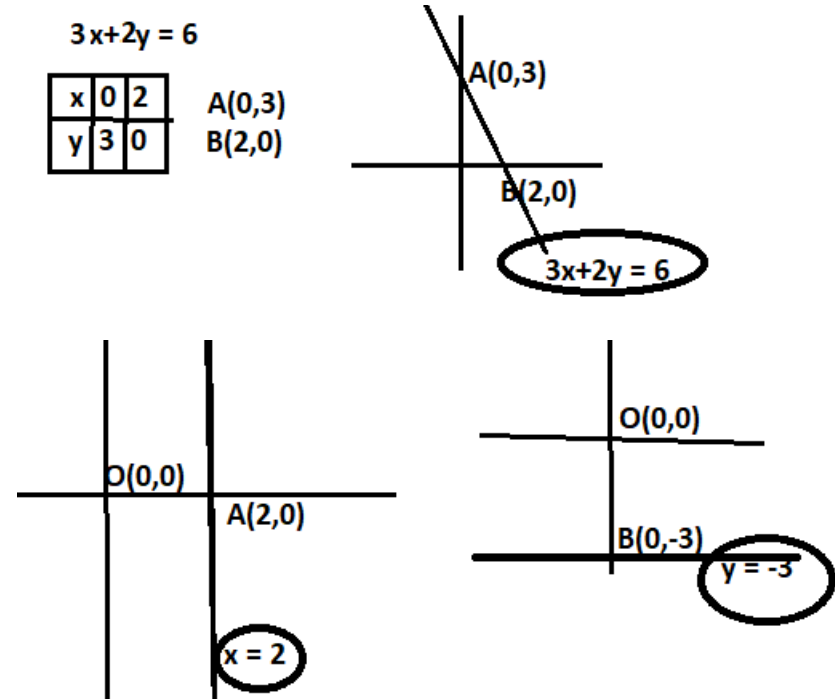 3x+2y = 6
x 0 2
y 3 0
A(0,3)
B(2,0)
A(0,3)
B(2,0)
3x+2y = 6
O(0,0)
A(2,0)
x = 2
O(0,0)
B(0,-3)
y = -3